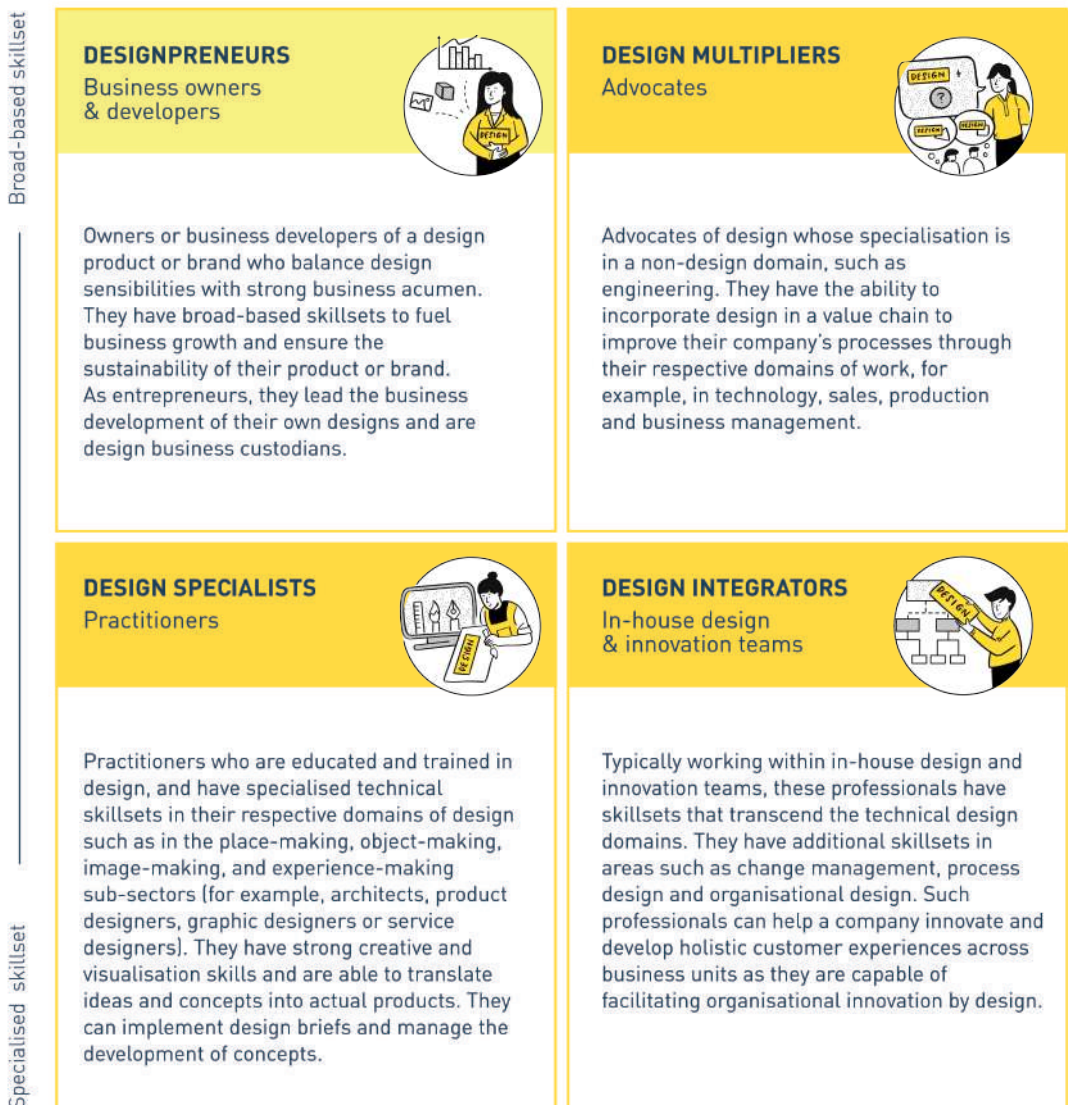 Broad-based skillset
Specialised skillset
DESIGNPRENEURS
Business owners
& developers
DESIGN
Owners or business developers of a design
product or brand who balance design
sensibilities with strong business acumen.
They have broad-based skillsets to fuel
business growth and ensure the
sustainability of their product or brand.
As entrepreneurs, they lead the business
development of their own designs and are
design business custodians.
DESIGN MULTIPLIERS
Advocates
DESIGN
?
DESIGN
DESIGN
Advocates of design whose specialisation is
in a non-design domain, such as
engineering. They have the ability to
incorporate design in a value chain to
improve their company's processes through
their respective domains of work, for
example, in technology, sales, production
and business management.
DESIGN SPECIALISTS
Practitioners
DESIGN
Practitioners who are educated and trained in
design, and have specialised technical
skillsets in their respective domains of design
such as in the place-making, object-making,
image-making, and experience-making
sub-sectors (for example, architects, product
designers, graphic designers or service
designers). They have strong creative and
visualisation skills and are able to translate
ideas and concepts into actual products. They
can implement design briefs and manage the
development of concepts.
DESIGN INTEGRATORS
In-house design
& innovation teams
DESIGN
Typically working within in-house design and
innovation teams, these professionals have
skillsets that transcend the technical design
domains. They have additional skillsets in
areas such as change management, process
design and organisational design. Such
professionals can help a company innovate and
develop holistic customer experiences across
business units as they are capable of
facilitating organisational innovation by design.